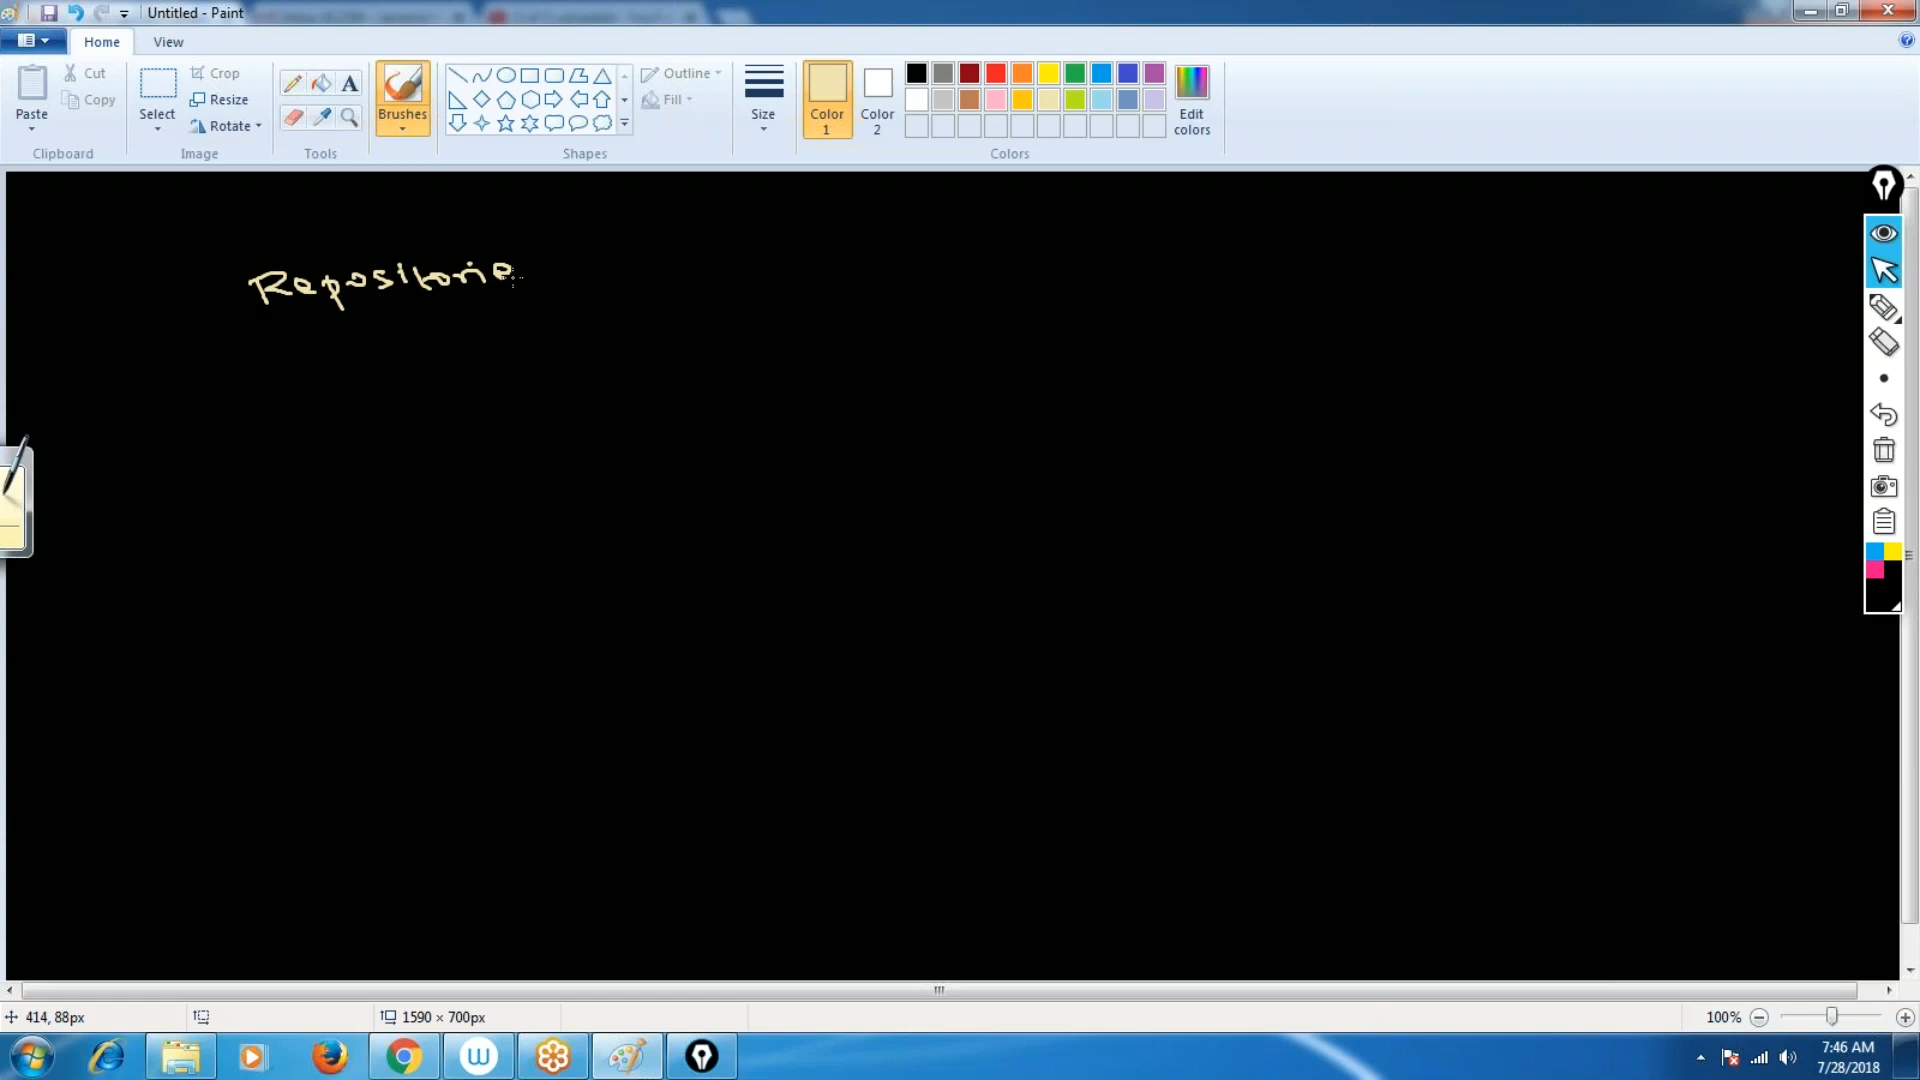 Untitled - Paint
Home View
Paste
Cut
Copy
Clipboard
Select
Crop
Resize
Rotate
Image
A
Tools
Brushes
Outline
Fill
Shapes
Size
Color 1
Color 2
Edit colors
Colors
Repositorie
414, 88px
1590 × 700px
100%
W
7:46 AM
7/28/2018